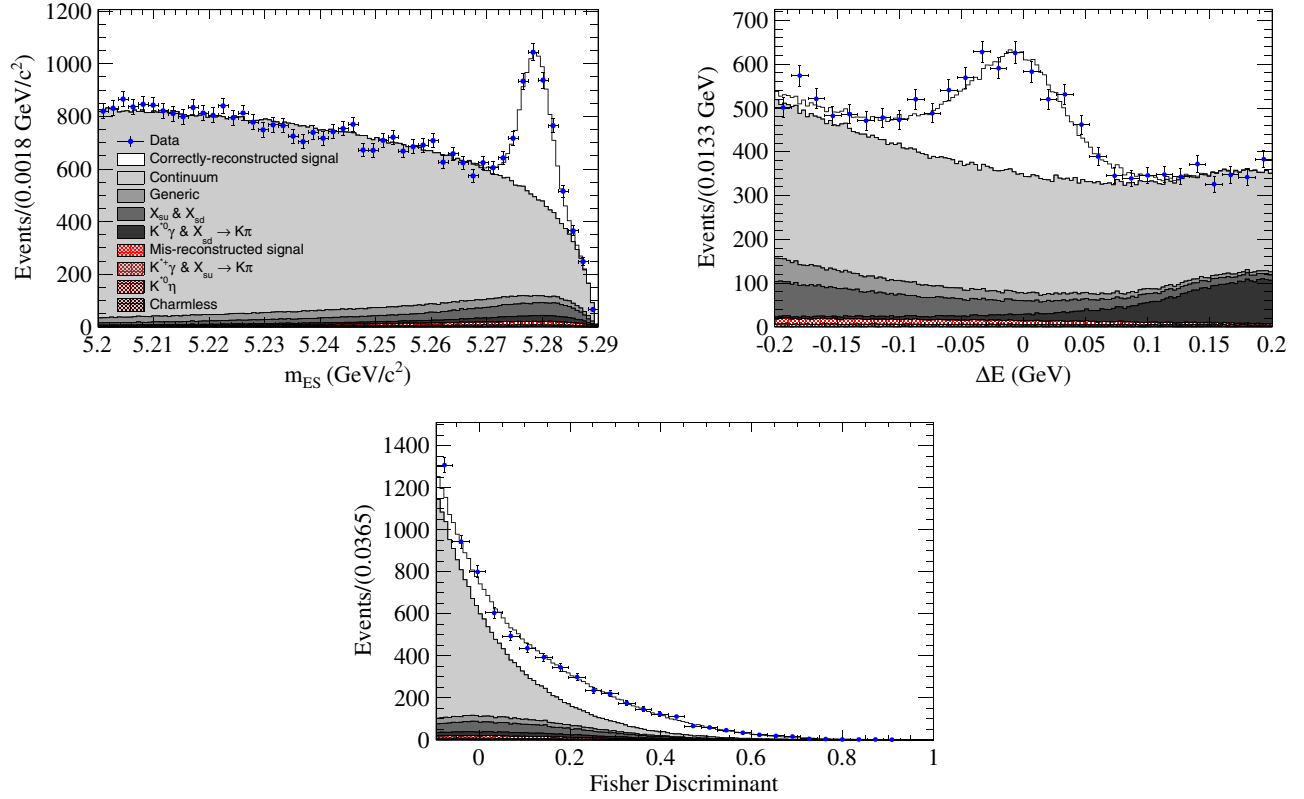 Events/(0.0018 GeV/c²)
1200
1000
800
600
400
200
0
Data
Correctly-reconstructed signal
Continuum
Generic
X_su & X_sd
K*⁰γ & X_sd → Kπ
Mis-reconstructed signal
K*⁺γ & X_su → Kπ
K*⁰η
Charmless
5.2 5.21 5.22 5.23 5.24 5.25 5.26 5.27 5.28 5.29
m_ES (GeV/c²)
Events/(0.0133 GeV)
700
600
500
400
300
200
100
0
-0.2 -0.15 -0.1 -0.05 0 0.05 0.1 0.15 0.2
ΔE (GeV)
Events/(0.0365)
1400
1200
1000
800
600
400
200
0
0 0.2 0.4 0.6 0.8 1
Fisher Discriminant